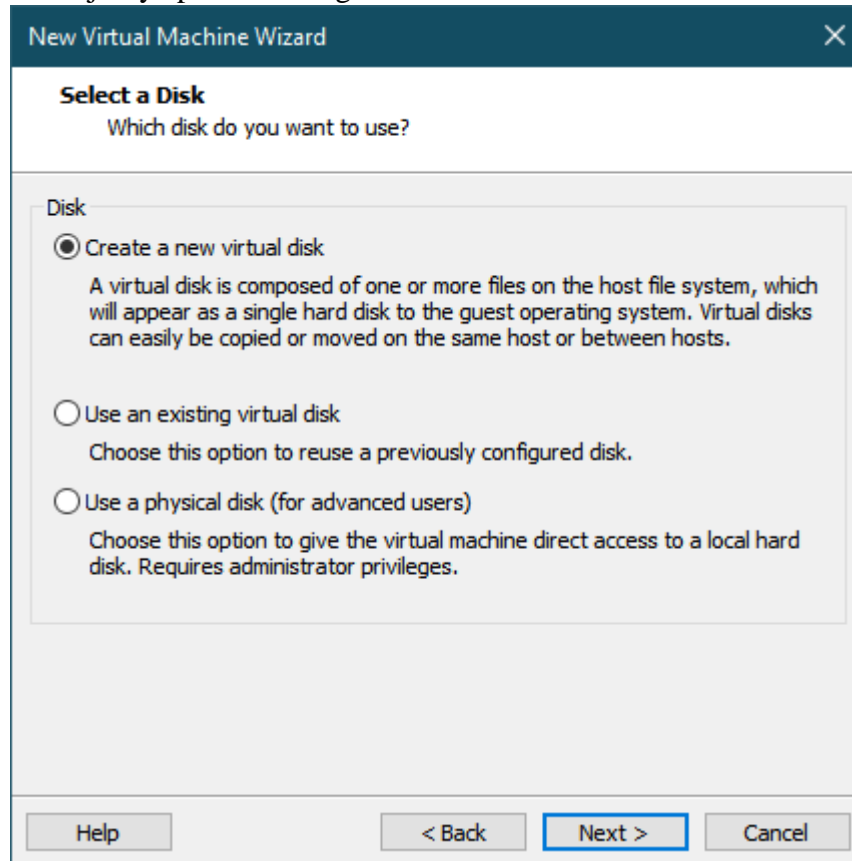 New Virtual Machine Wizard
Select a Disk
Which disk do you want to use?
Disk
Create a new virtual disk
A virtual disk is composed of one or more files on the host file system, which
will appear as a single hard disk to the guest operating system. Virtual disks
can easily be copied or moved on the same host or between hosts.
Use an existing virtual disk
Choose this option to reuse a previously configured disk.
Use a physical disk (for advanced users)
Choose this option to give the virtual machine direct access to a local hard
disk. Requires administrator privileges.
Help
< Back
Next >
Cancel